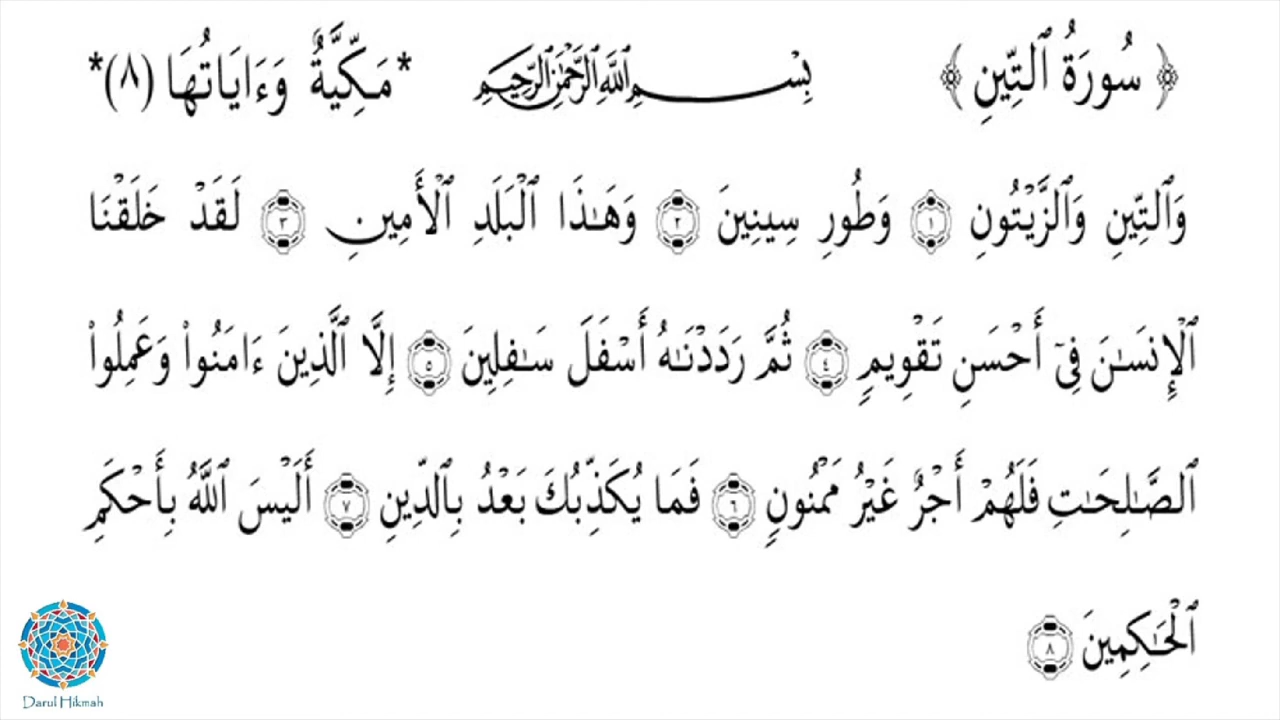 ﴿ سُورَةُ ٱلتِّينِ ﴾ بِسْمِ ٱللَّهِ ٱلرَّحْمَٰنِ ٱلرَّحِيمِ *مَكِّيَّةٌ وَءَايَاتُهَا (٨)*
وَٱلتِّينِ وَٱلزَّيْتُونِ ١ وَطُورِ سِينِينَ ٢ وَهَـٰذَا ٱلْبَلَدِ ٱلْأَمِينِ ٣ لَقَدْ خَلَقْنَا
ٱلْإِنسَـٰنَ فِىٓ أَحْسَنِ تَقْوِيمٍ ٤ ثُمَّ رَدَدْنَـٰهُ أَسْفَلَ سَـٰفِلِينَ ٥ إِلَّا ٱلَّذِينَ ءَامَنُوا۟ وَعَمِلُوا۟
ٱلصَّـٰلِحَـٰتِ فَلَهُمْ أَجْرٌ غَيْرُ مَمْنُونٍ ٦ فَمَا يُكَذِّبُكَ بَعْدُ بِٱلدِّينِ ٧ أَلَيْسَ ٱللَّهُ بِأَحْكَمِ
ٱلْحَـٰكِمِينَ ٨
Darul Hikmah